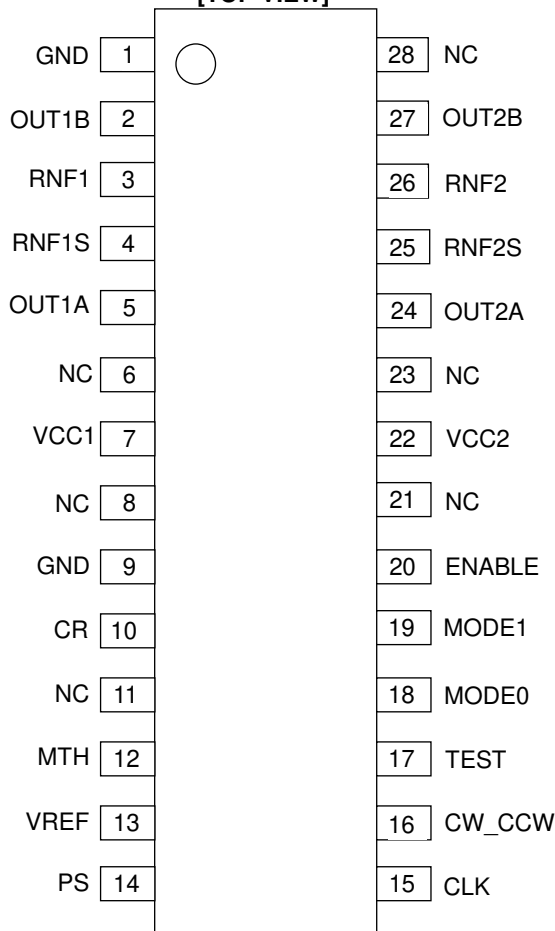 [TOP VIEW]
GND 1 28 NC
OUT1B 2 27 OUT2B
RNF1 3 26 RNF2
RNF1S 4 25 RNF2S
OUT1A 5 24 OUT2A
NC 6 23 NC
VCC1 7 22 VCC2
NC 8 21 NC
GND 9 20 ENABLE
CR 10 19 MODE1
NC 11 18 MODE0
MTH 12 17 TEST
VREF 13 16 CW_CCW
PS 14 15 CLK